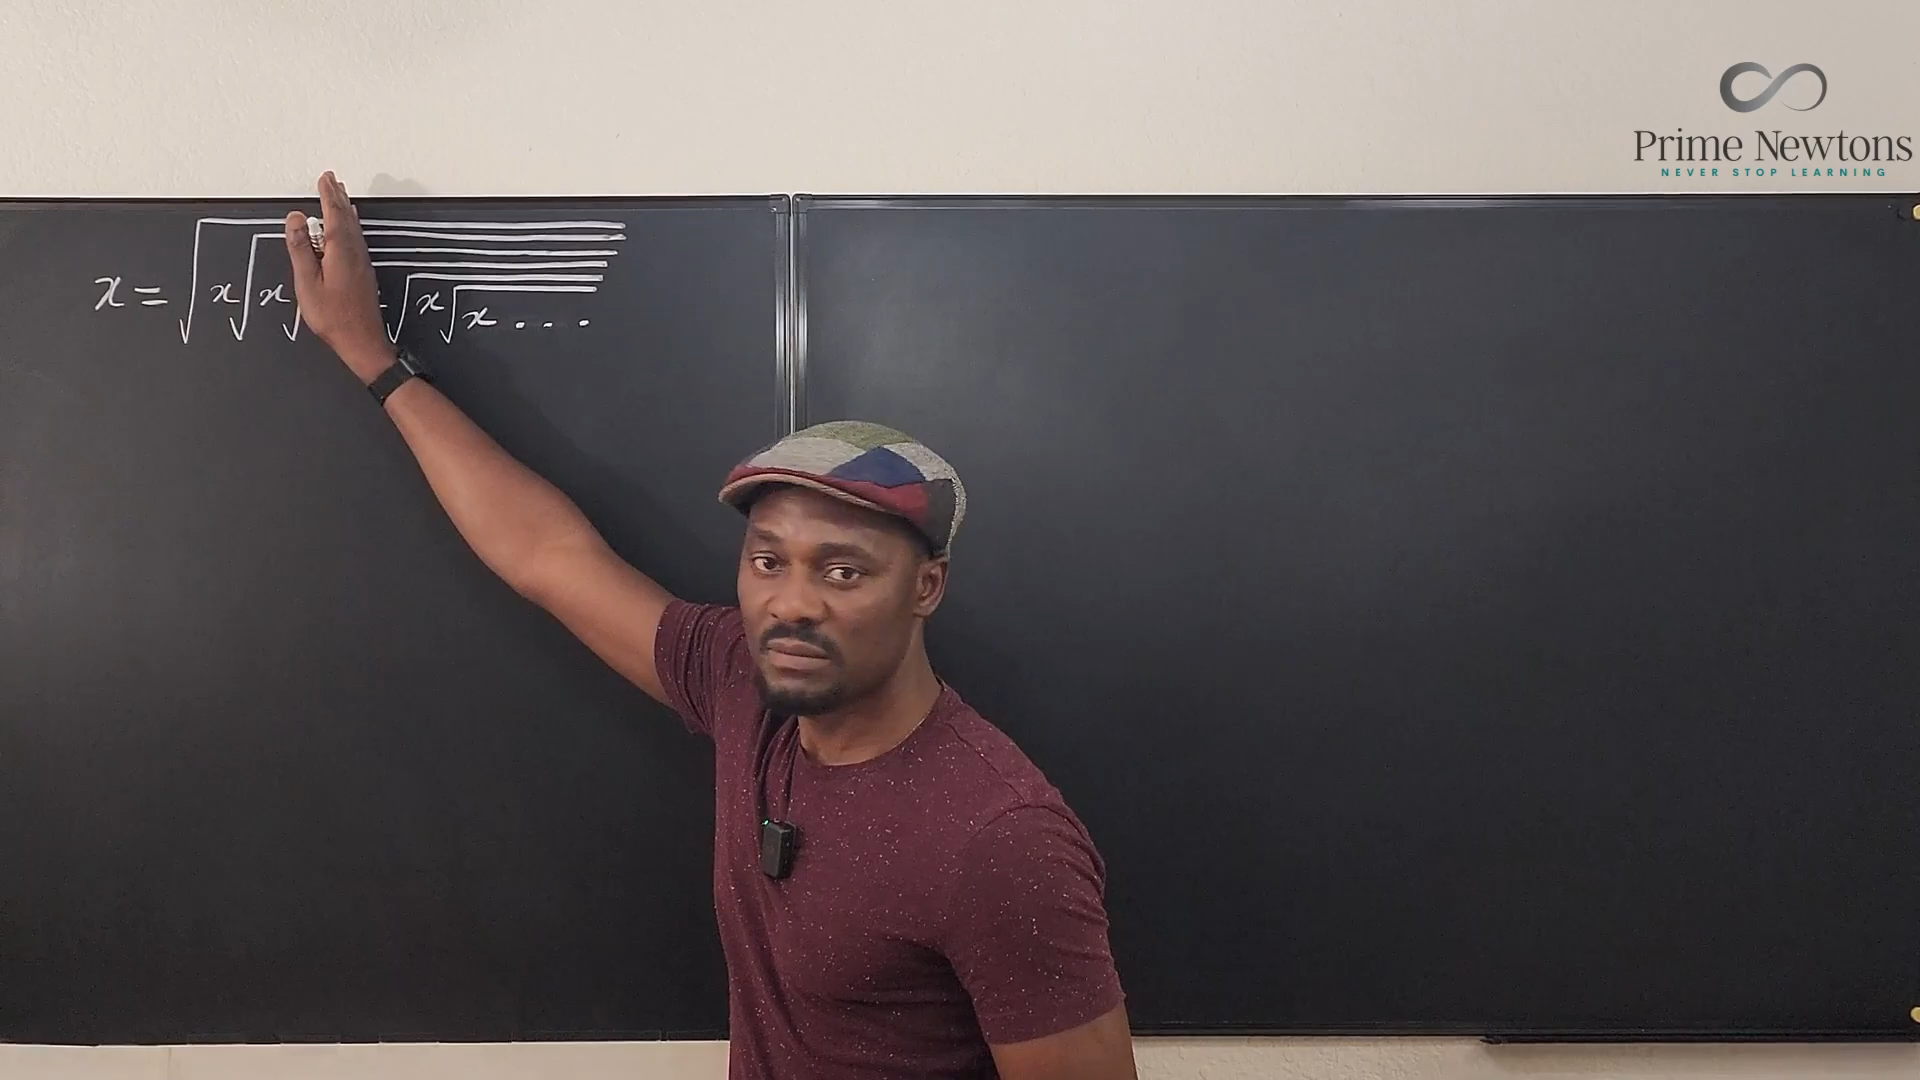 Prime Newtons
NEVER STOP LEARNING
x = √x√x√ √x√x . . .